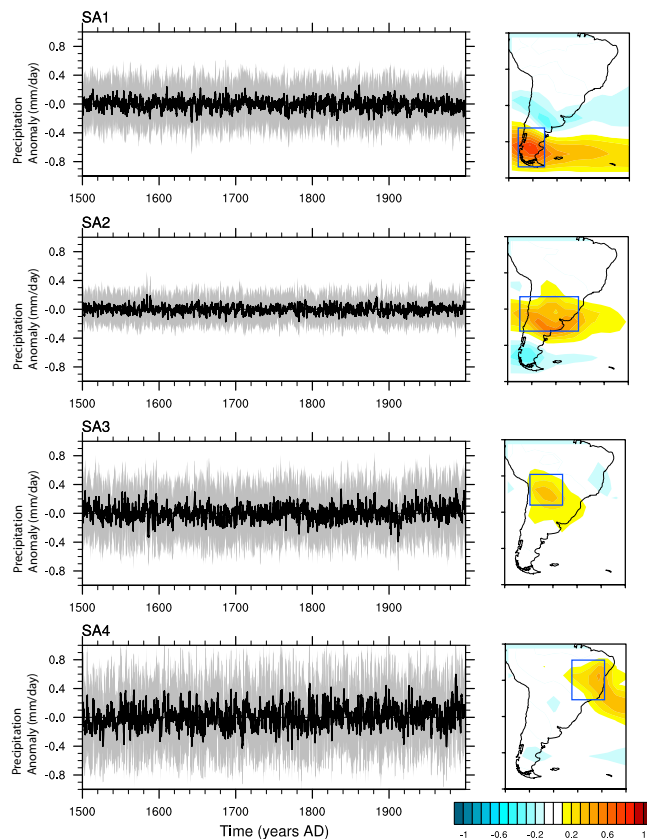 SA1
Precipitation
Anomaly (mm/day)
0.8
0.4
-0.0
-0.4
-0.8
1500 1600 1700 1800 1900
SA2
Precipitation
Anomaly (mm/day)
0.8
0.4
-0.0
-0.4
-0.8
1500 1600 1700 1800 1900
SA3
Precipitation
Anomaly (mm/day)
0.8
0.4
-0.0
-0.4
-0.8
1500 1600 1700 1800 1900
SA4
Precipitation
Anomaly (mm/day)
0.8
0.4
-0.0
-0.4
-0.8
1500 1600 1700 1800 1900
Time (years AD)
-1 -0.6 -0.2 0.2 0.6 1